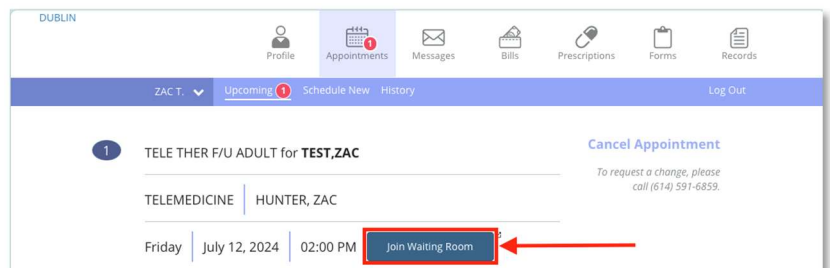 DUBLIN
Profile
1
Appointments
Messages
Bills
Prescriptions
Forms
Records
ZAC T.
Upcoming 1
Schedule New
History
Log Out
1
TELE THER F/U ADULT for TEST,ZAC
Cancel Appointment
To request a change, please
call (614) 591-6859.
TELEMEDICINE
HUNTER, ZAC
Friday
July 12, 2024
02:00 PM
Join Waiting Room